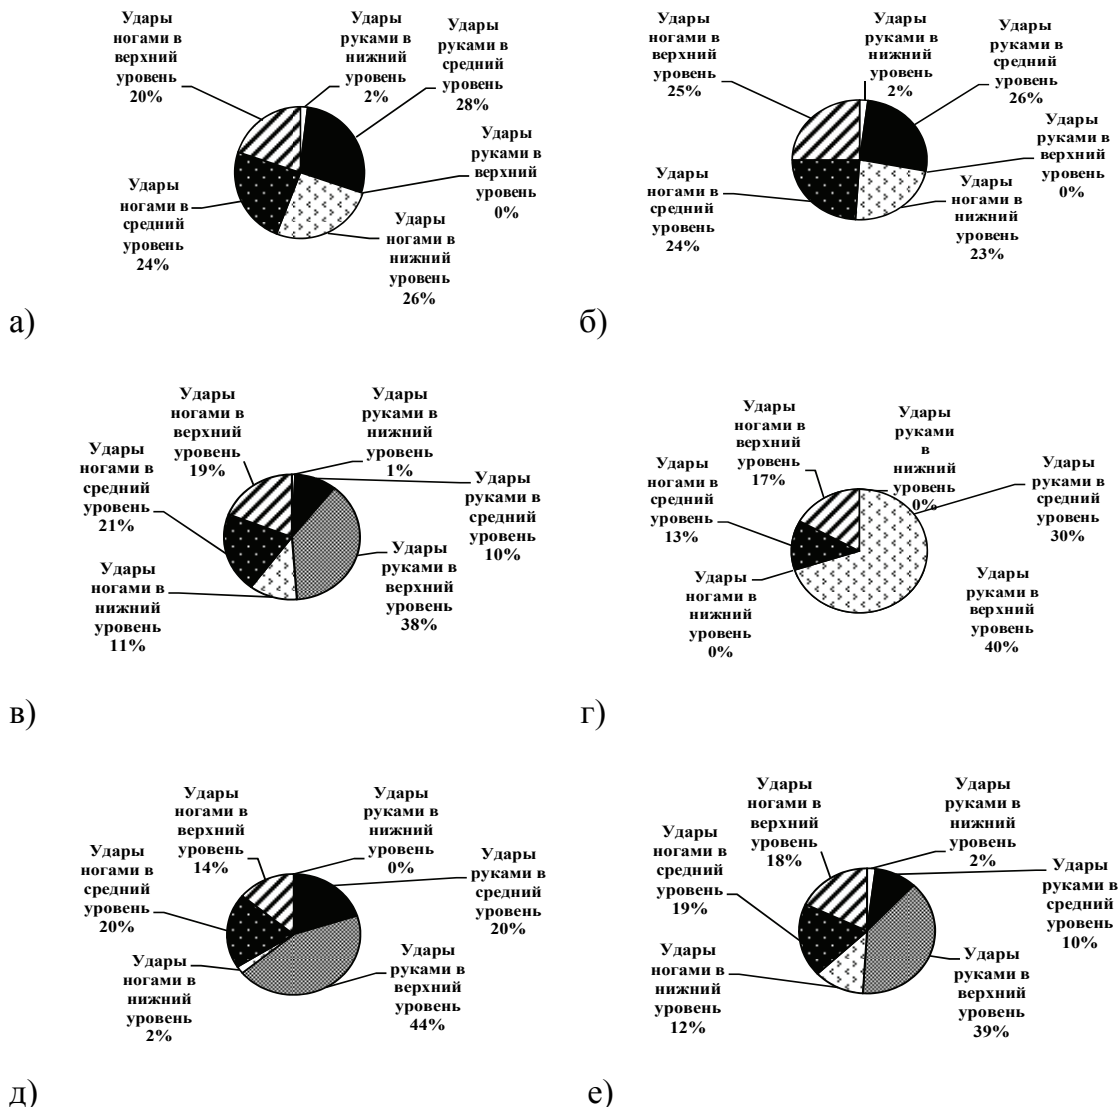 Удары
ногами в
верхний
уровень
20%
Удары
руками в
нижний
уровень
2%
Удары
руками в
средний
уровень
28%
Удары
руками в
верхний
уровень
0%
Удары
ногами в
нижний
уровень
26%
Удары
ногами в
средний
уровень
24%
а)
Удары
ногами в
верхний
уровень
25%
Удары
руками в
нижний
уровень
2%
Удары
руками в
средний
уровень
26%
Удары
руками в
верхний
уровень
0%
Удары
ногами в
нижний
уровень
23%
Удары
ногами в
средний
уровень
24%
б)
Удары
ногами в
верхний
уровень
19%
Удары
руками в
нижний
уровень
1%
Удары
руками в
средний
уровень
10%
Удары
руками в
верхний
уровень
38%
Удары
ногами в
нижний
уровень
11%
Удары
ногами в
средний
уровень
21%
в)
Удары
ногами в
верхний
уровень
17%
Удары
руками
в
нижний
уровень
0%
Удары
руками в
средний
уровень
30%
Удары
руками в
верхний
уровень
40%
Удары
ногами в
нижний
уровень
0%
Удары
ногами в
средний
уровень
13%
г)
Удары
ногами в
верхний
уровень
14%
Удары
руками в
нижний
уровень
0%
Удары
руками в
средний
уровень
20%
Удары
руками в
верхний
уровень
44%
Удары
ногами в
нижний
уровень
2%
Удары
ногами в
средний
уровень
20%
д)
Удары
ногами в
верхний
уровень
18%
Удары
руками в
нижний
уровень
2%
Удары
руками в
средний
уровень
10%
Удары
руками в
верхний
уровень
39%
Удары
ногами в
нижний
уровень
12%
Удары
ногами в
средний
уровень
19%
е)